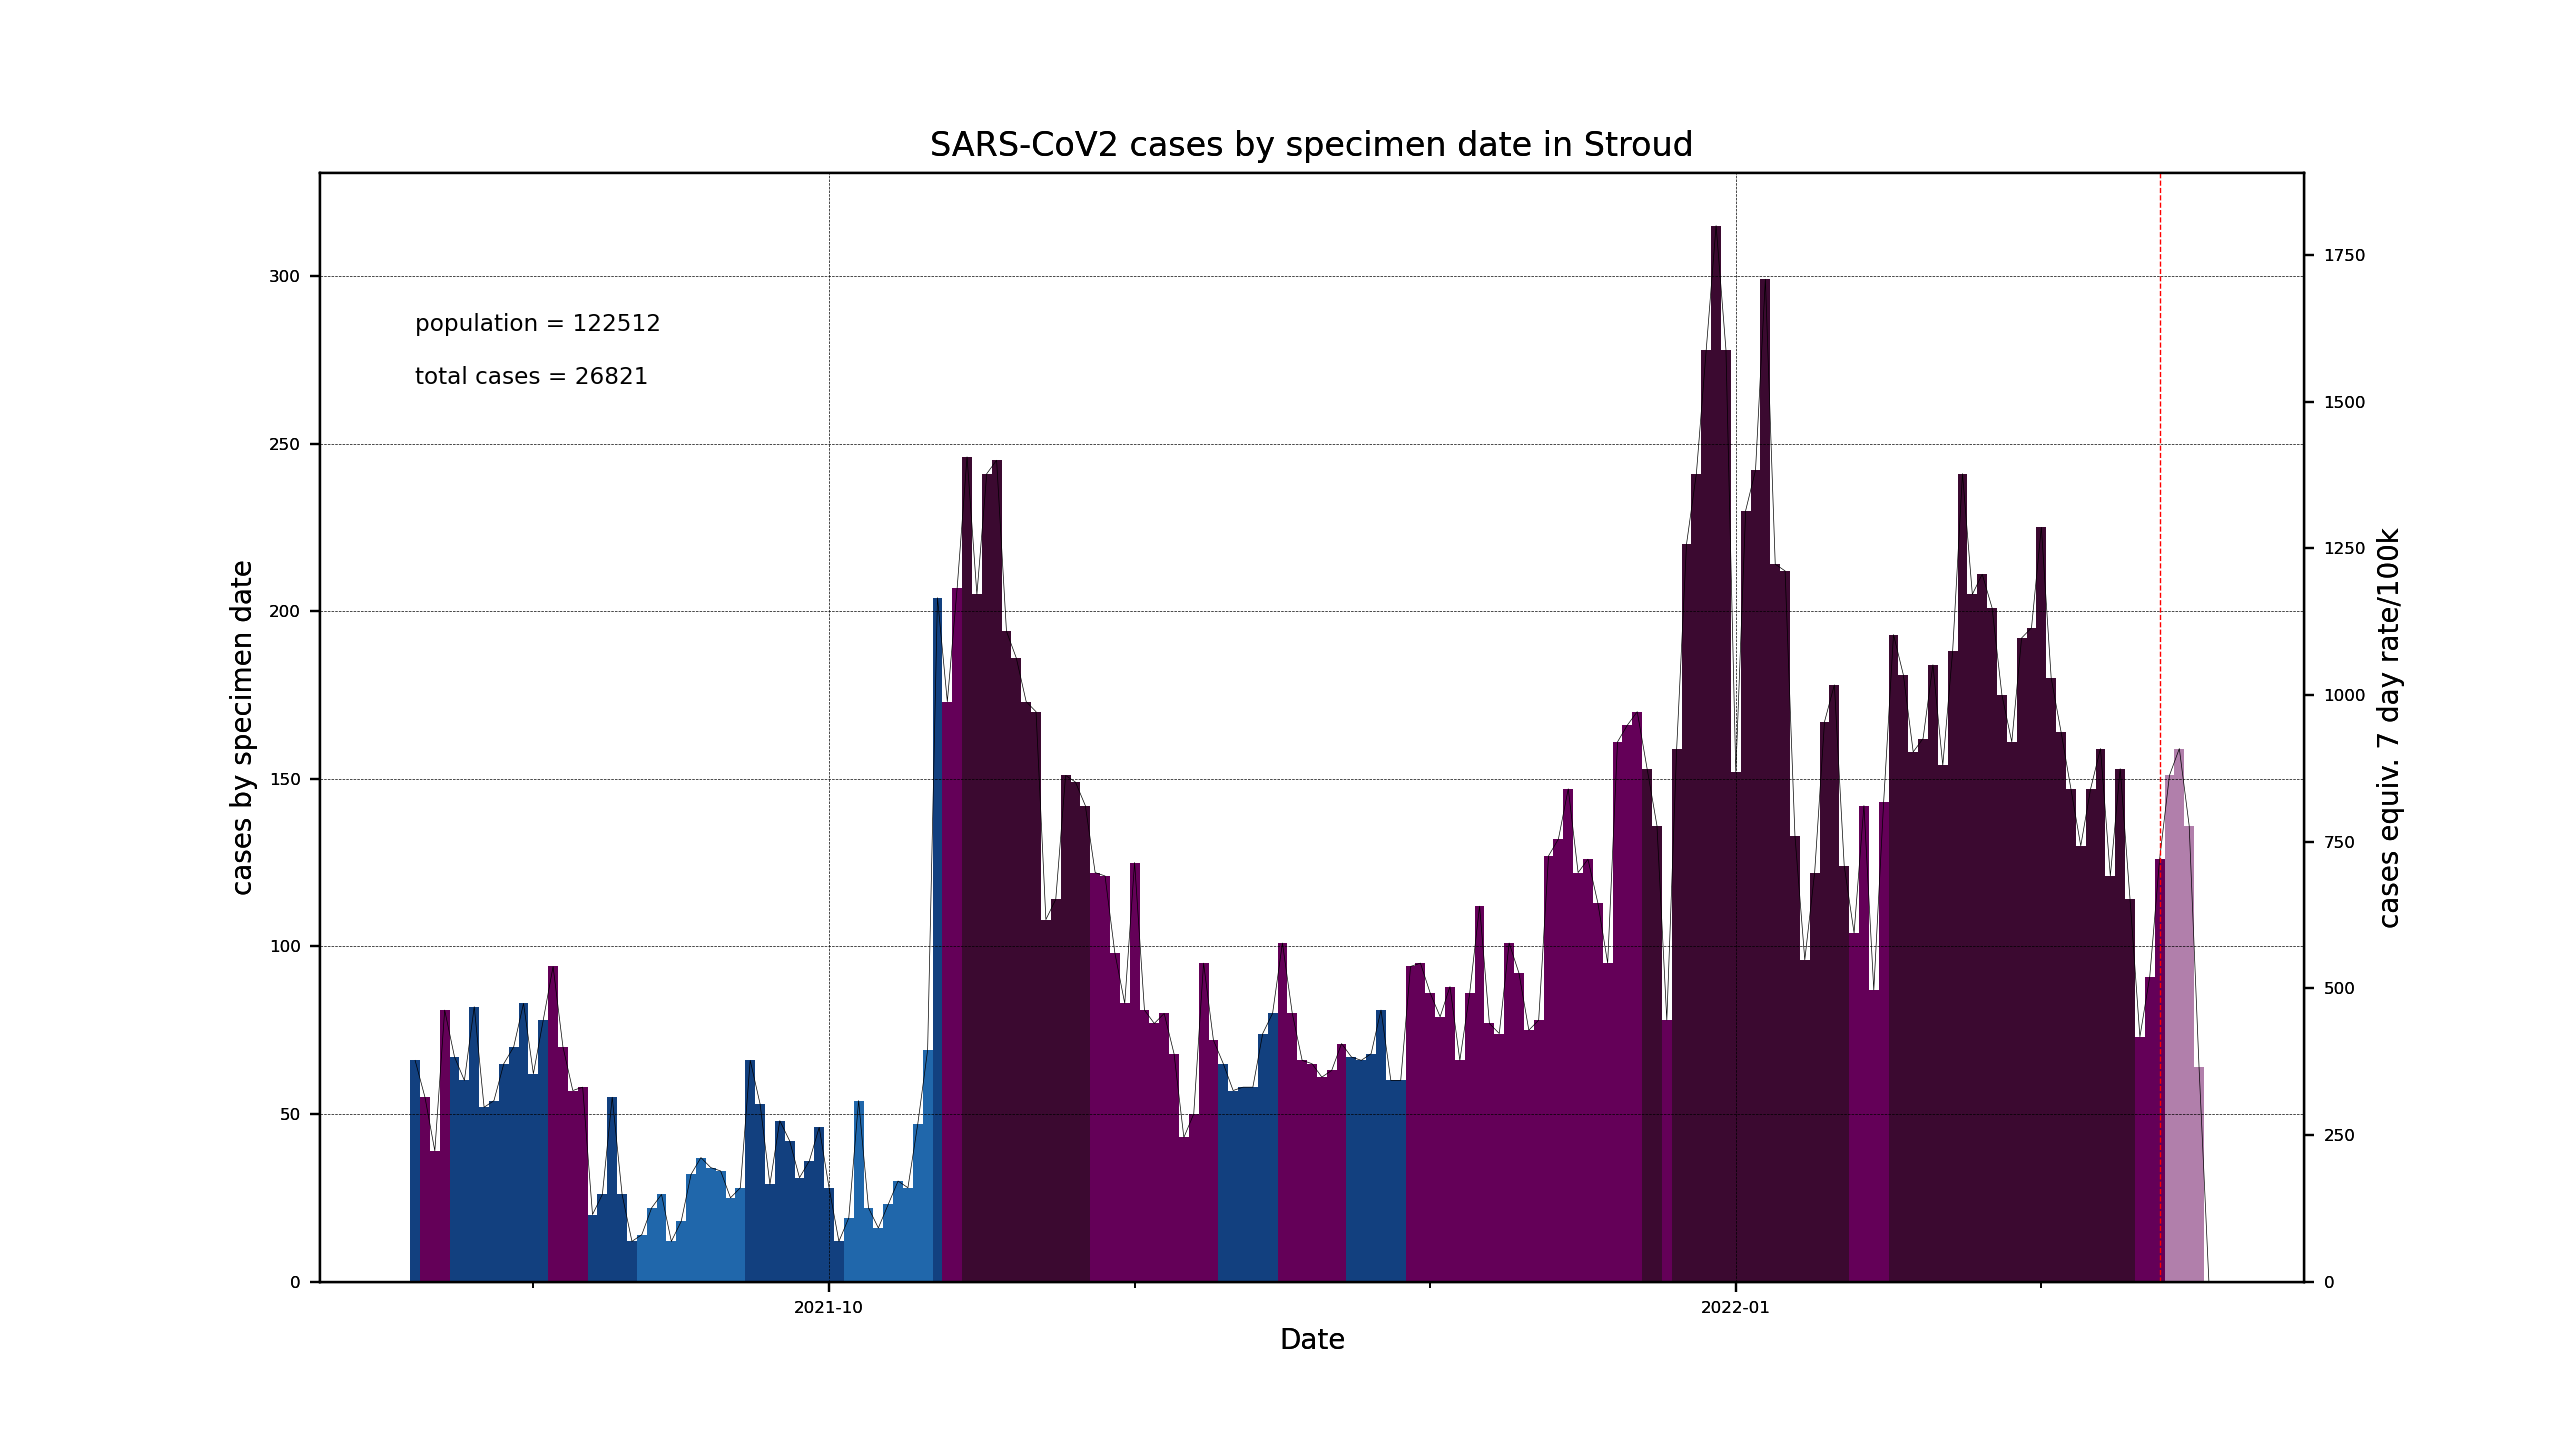 SARS-CoV2 cases by specimen date in Stroud
population = 122512
total cases = 26821
cases by specimen date
300
250
200
150
100
50
0
1750
1500
1250
1000
750
500
250
0
cases equiv. 7 day rate/100k
2021-10
2022-01
Date